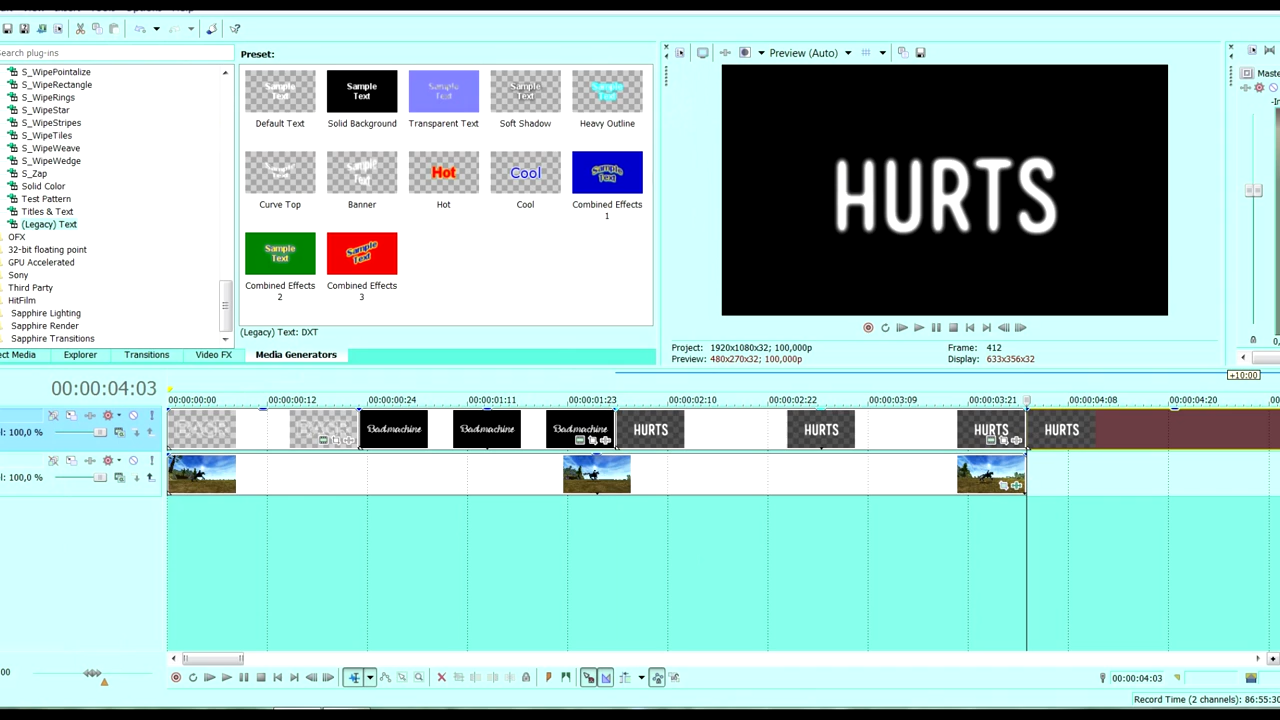 Search plug-ins
S_WipePointalize
S_WipeRectangle
S_WipeRings
S_WipeStar
S_WipeStripes
S_WipeTiles
S_WipeWeave
S_WipeWedge
S_Zap
Solid Color
Test Pattern
Titles & Text
(Legacy) Text
OFX
32-bit floating point
GPU Accelerated
Sony
Third Party
HitFilm
Sapphire Lighting
Sapphire Render
Sapphire Transitions
ect Media
Explorer
Transitions
Video FX
Media Generators
Preset:
Sample Text
Sample Text
Sample Text
Sample Text
Sample Text
Default Text
Solid Background
Transparent Text
Soft Shadow
Heavy Outline
Sample Text
Sample Text
Hot
Cool
Sample Text
Curve Top
Banner
Hot
Cool
Combined Effects 1
Sample Text
Sample Text
Combined Effects 2
Combined Effects 3
(Legacy) Text: DXT
Preview (Auto)
HURTS
Project: 1920x1080x32; 100,000p
Frame: 412
Preview: 480x270x32; 100,000p
Display: 633x356x32
Maste
+10:00
00:00:04:03
00:00:00:00
00:00:00:12
00:00:00:24
00:00:01:11
00:00:01:23
00:00:02:10
00:00:02:22
00:00:03:09
00:00:03:21
00:00:04:08
00:00:04:20
el: 100,0 %
Badmachine
Badmachine
Badmachine
HURTS
HURTS
HURTS
HURTS
el: 100,0 %
00
00:00:04:03
Record Time (2 channels): 86:55:30